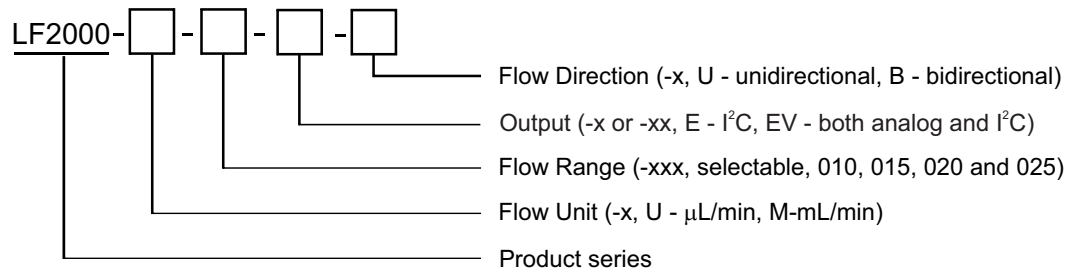 LF2000- - - -
Flow Direction (-x, U - unidirectional, B - bidirectional)
Output (-x or -xx, E - I²C, EV - both analog and I²C)
Flow Range (-xxx, selectable, 010, 015, 020 and 025)
Flow Unit (-x, U - μL/min, M-mL/min)
Product series